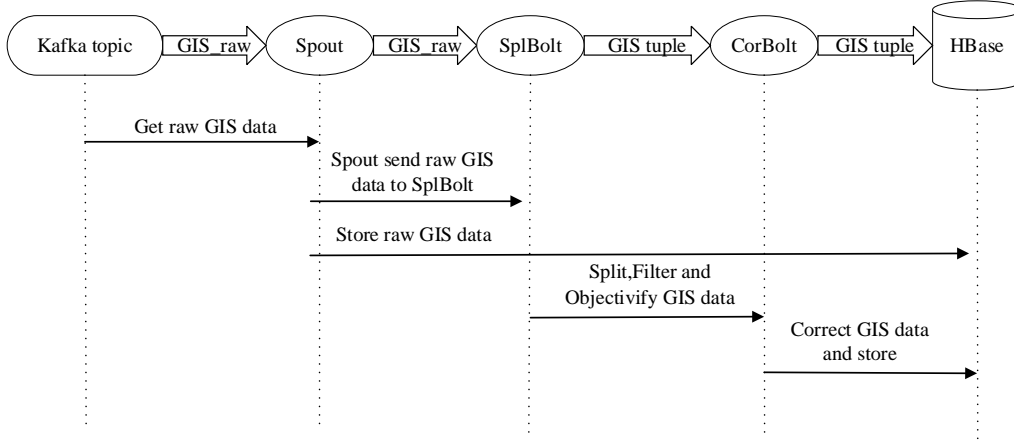 Kafka topic
GIS_raw
Spout
GIS_raw
SplBolt
GIS tuple
CorBolt
GIS tuple
HBase
Get raw GIS data
Spout send raw GIS
data to SplBolt
Store raw GIS data
Split,Filter and
Objectivify GIS data
Correct GIS data
and store